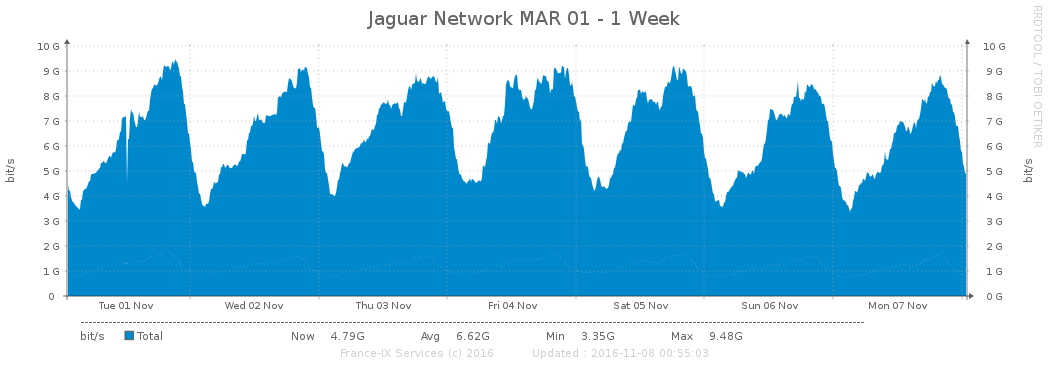 Jaguar Network MAR 01 - 1 Week
RRDTOOL / TOBI OETIKER
bit/s
10 G
9 G
8 G
7 G
6 G
5 G
4 G
3 G
2 G
1 G
0
10 G
9 G
8 G
7 G
6 G
5 G
4 G
3 G
2 G
1 G
0 G
bit/s
Tue 01 Nov Wed 02 Nov Thu 03 Nov Fri 04 Nov Sat 05 Nov Sun 06 Nov Mon 07 Nov
bit/s Total Now 4.79G Avg 6.62G Min 3.35G Max 9.48G
France-IX Services (c) 2016 Updated : 2016-11-08 00:55:03